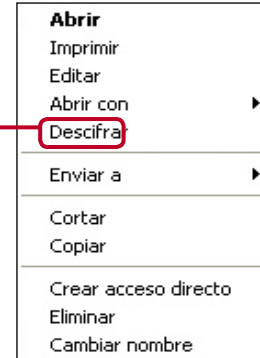 Abrir
Imprimir
Editar
Abrir con
Descifrar
Enviar a
Cortar
Copiar
Crear acceso directo
Eliminar
Cambiar nombre